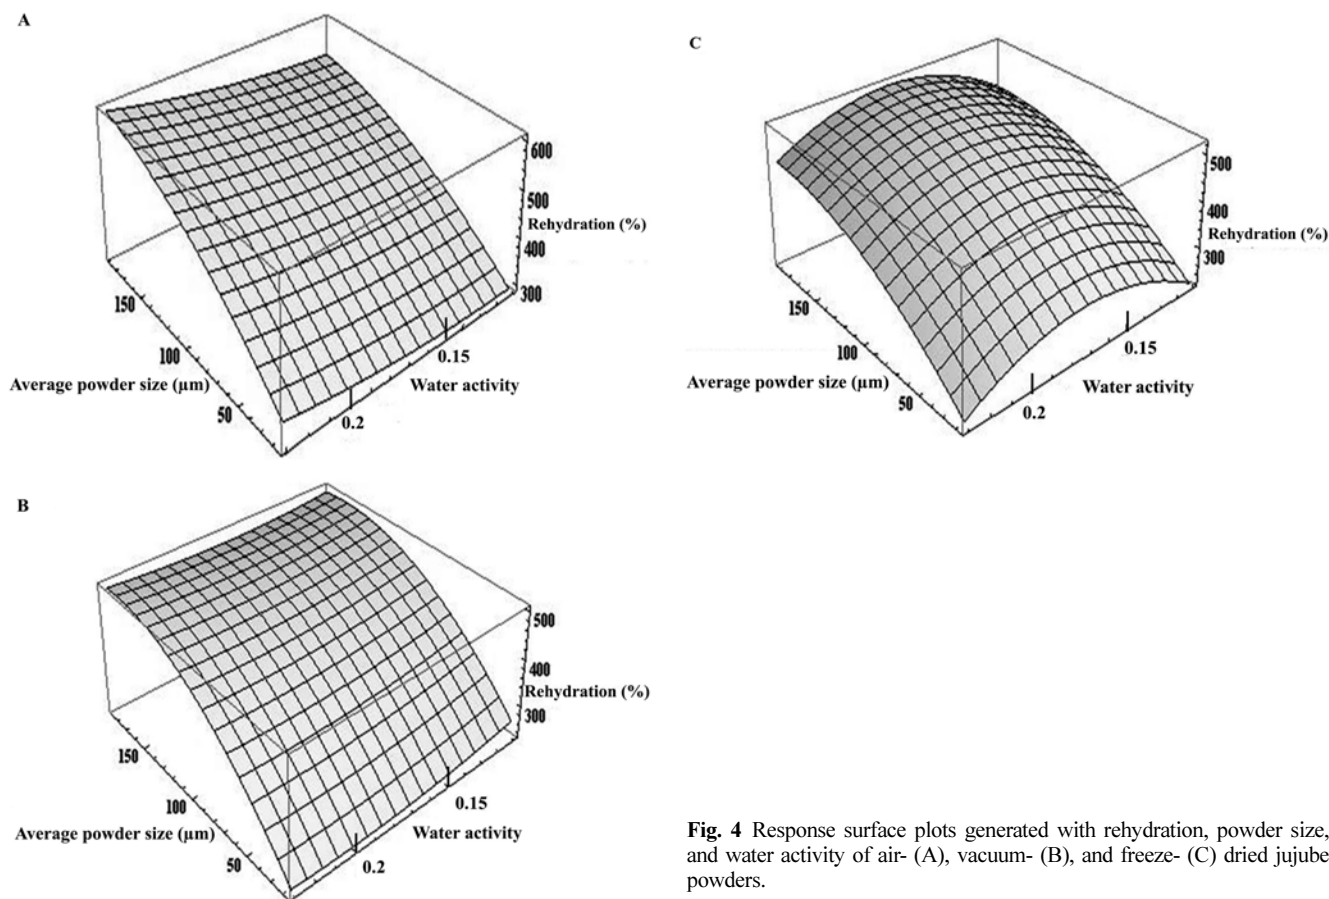 A
600
500
Rehydration (%)
400
300
150
100
50
Average powder size (µm)
0.15
0.2
Water activity
C
500
400
Rehydration (%)
300
150
100
50
Average powder size (µm)
0.15
0.2
Water activity
B
500
400
Rehydration (%)
300
150
100
50
Average powder size (µm)
0.15
0.2
Water activity
Fig. 4 Response surface plots generated with rehydration, powder size,
and water activity of air- (A), vacuum- (B), and freeze- (C) dried jujube
powders.